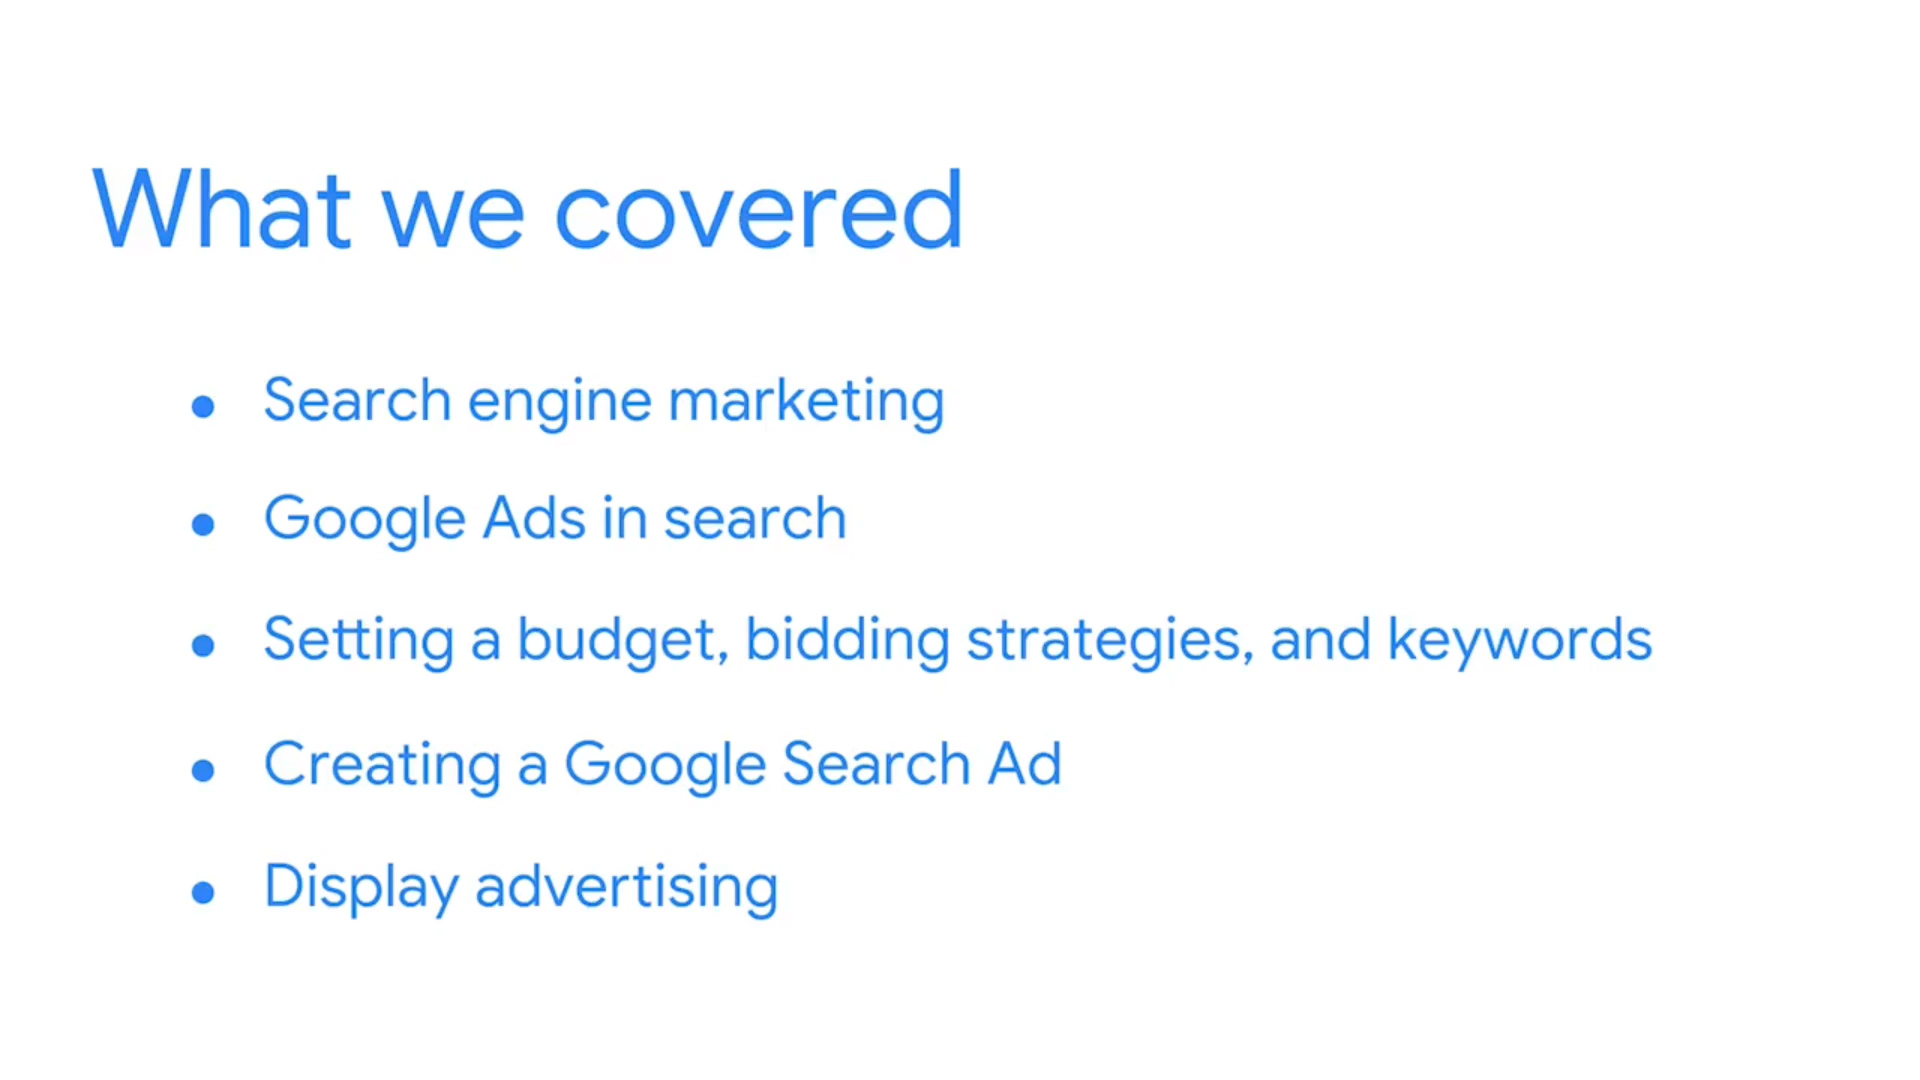 What we covered
• Search engine marketing
• Google Ads in search
• Setting a budget, bidding strategies, and keywords
• Creating a Google Search Ad
• Display advertising